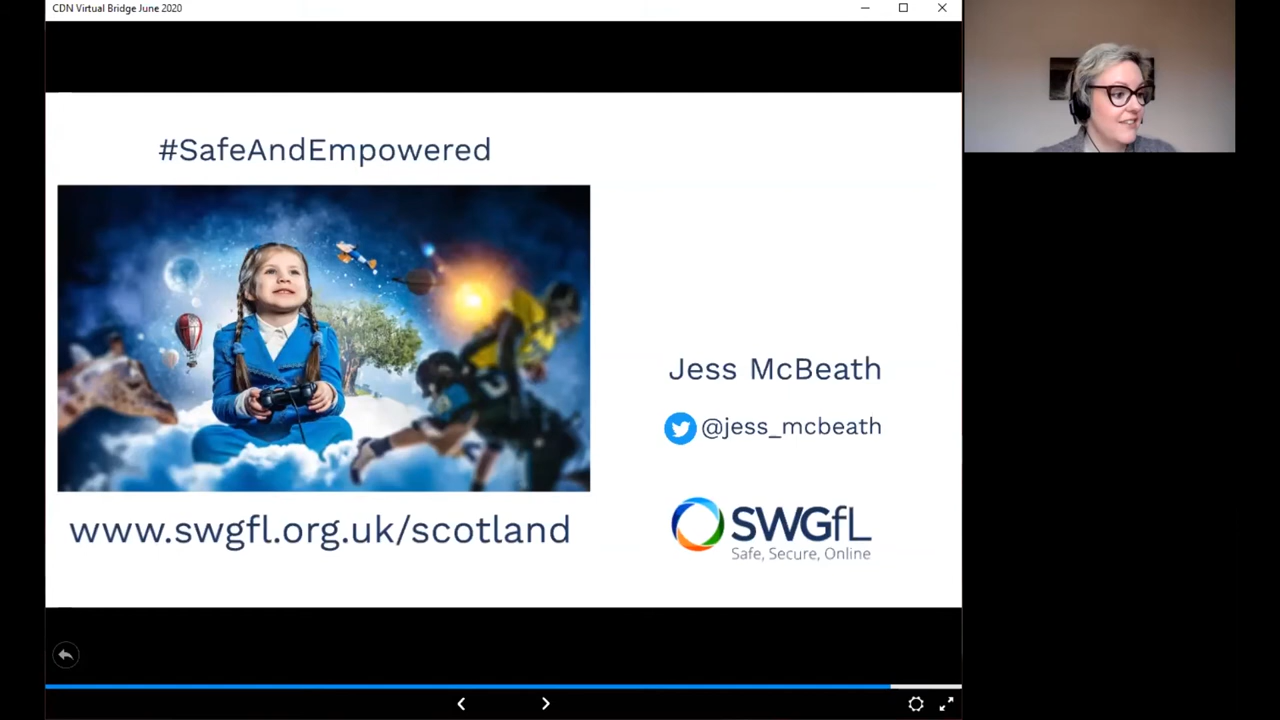 CDN Virtual Bridge June 2020
#SafeAndEmpowered
Jess McBeath
@jess_mcbeath
www.swgfl.org.uk/scotland
SWGfL
Safe, Secure, Online